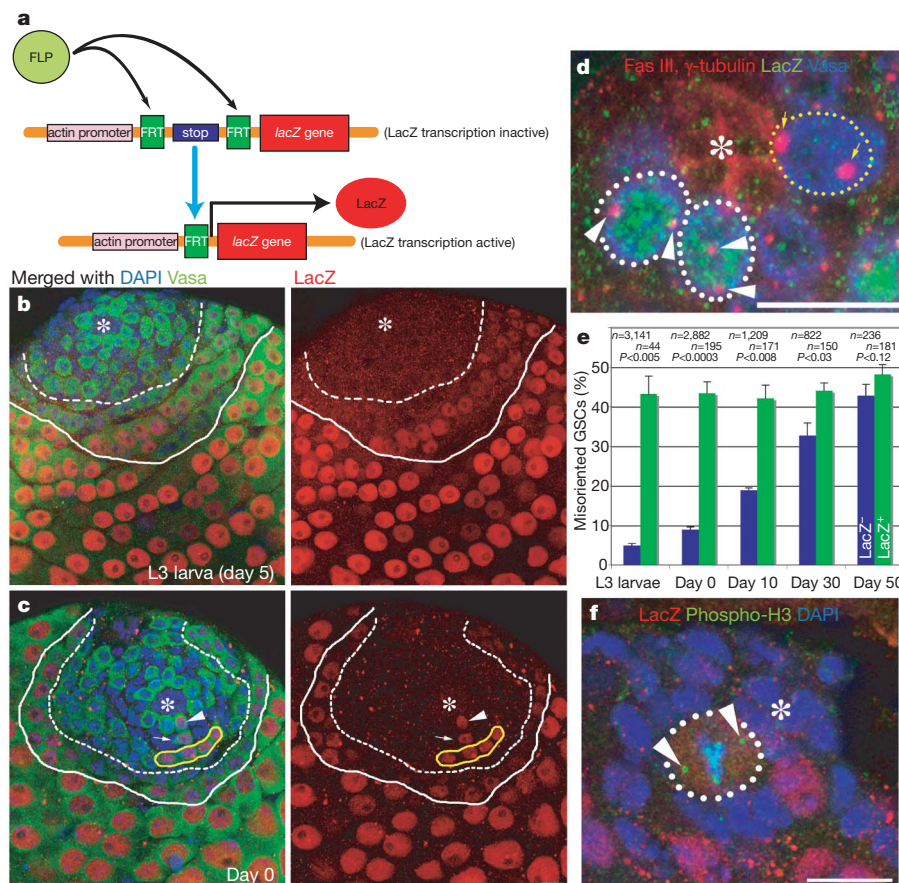 a
FLP
actin promoter FRT stop FRT lacZ gene (LacZ transcription inactive)
LacZ
actin promoter FRT lacZ gene (LacZ transcription active)
Merged with DAPI Vasa LacZ
b
*
*
L3 larva (day 5)
c
*
*
Day 0
d Fas III, γ-tubulin LacZ Vasa
*
e
n=3,141 n=2,882 n=1,209 n=822 n=236
n=44 n=195 n=171 n=150 n=181
P<0.005 P<0.0003 P<0.008 P<0.03 P<0.12
Misoriented GSCs (%)
50
40
30
20
10
0
LacZ⁻
LacZ⁺
L3 larvae Day 0 Day 10 Day 30 Day 50
f LacZ Phospho-H3 DAPI
*